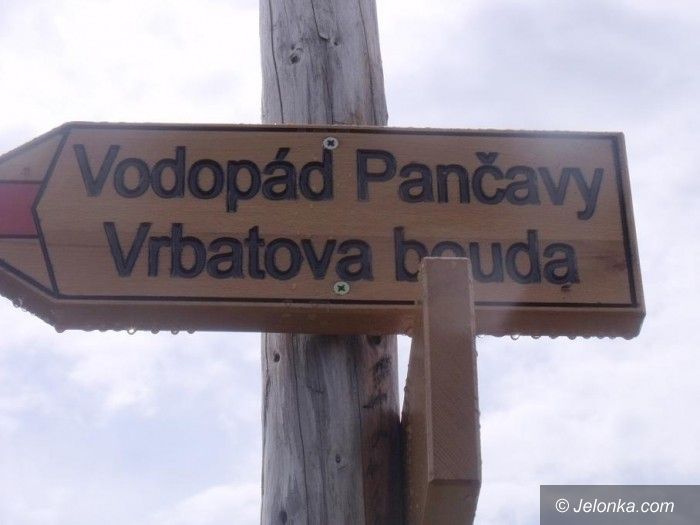 Vodopád Pančavy
Vrbatova bouda
© Jelonka.com